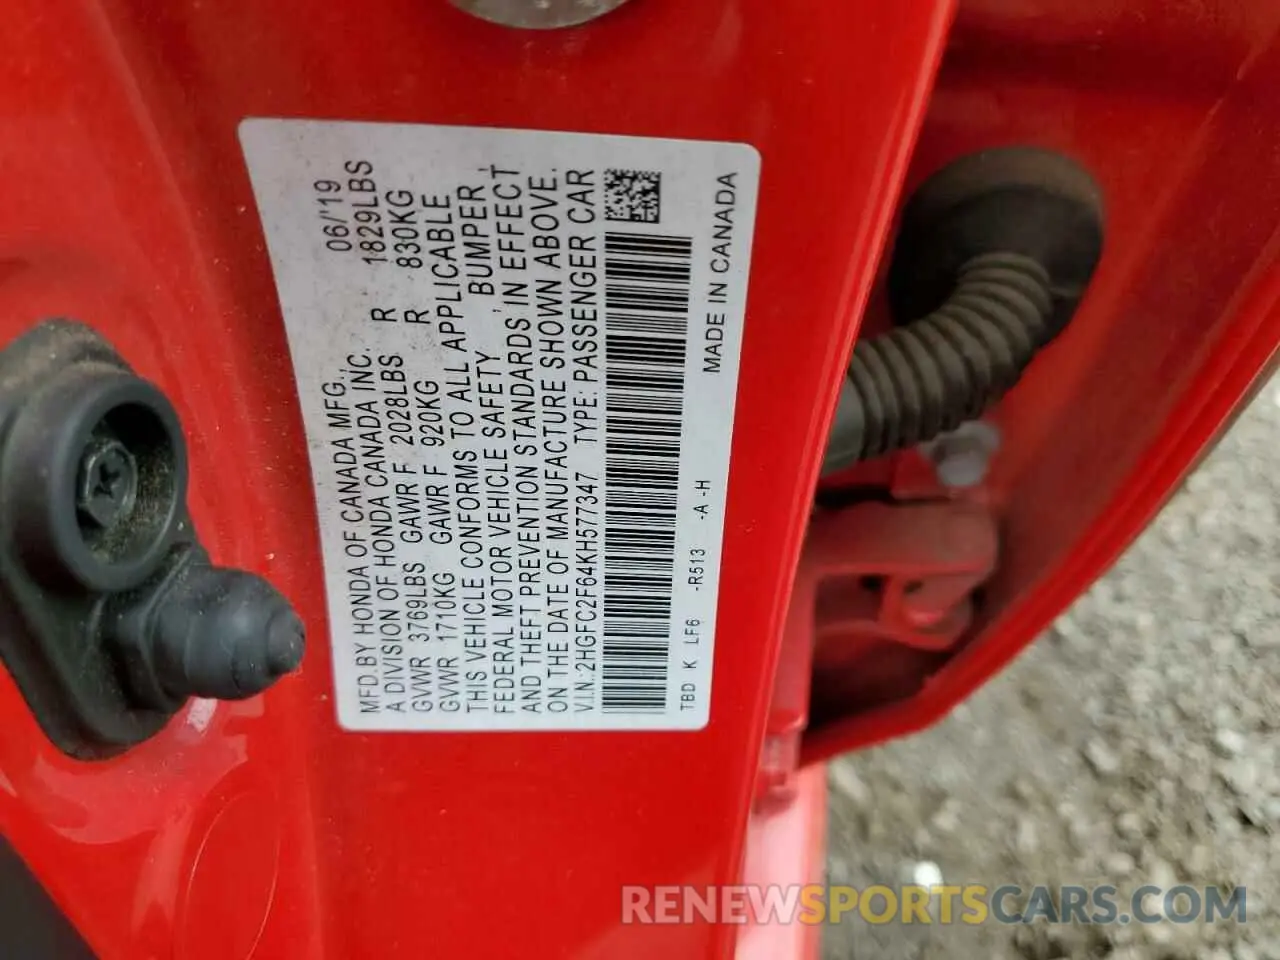 MFD.BY HONDA OF CANADA MFG., 06/'19
A DIVISION OF HONDA CANADA INC.
GVWR 3769LBS GAWR F 2028LBS R 1829LBS
GVWR 1710KG GAWR F 920KG R 830KG
THIS VEHICLE CONFORMS TO ALL APPLICABLE
FEDERAL MOTOR VEHICLE SAFETY, BUMPER,
AND THEFT PREVENTION STANDARDS IN EFFECT
ON THE DATE OF MANUFACTURE SHOWN ABOVE.
V.I.N.:2HGFC2F64KH577347 TYPE: PASSENGER CAR
TBD K LF6 -R513 -A -H MADE IN CANADA
RENEWSPORTSCARS.COM